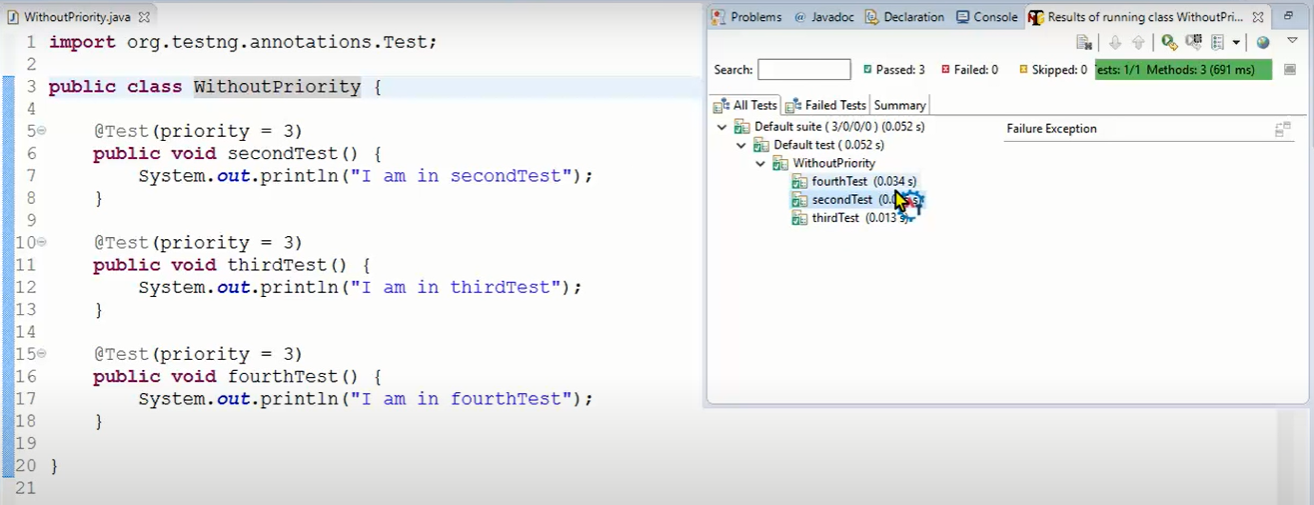 WithoutPriority.java
1 import org.testng.annotations.Test;
2
3 public class WithoutPriority {
4
5 @Test(priority = 3)
6 public void secondTest() {
7 System.out.println("I am in secondTest");
8 }
9
10 @Test(priority = 3)
11 public void thirdTest() {
12 System.out.println("I am in thirdTest");
13 }
14
15 @Test(priority = 3)
16 public void fourthTest() {
17 System.out.println("I am in fourthTest");
18 }
19
20 }
21
Problems @ Javadoc Declaration Console Results of running class WithoutPri...
Search: Passed: 3 Failed: 0 Skipped: 0 ests: 1/1 Methods: 3 (691 ms)
All Tests Failed Tests Summary
Default suite ( 3/0/0/0 ) (0.052 s)
Default test ( 0.052 s)
WithoutPriority
fourthTest (0.034 s)
secondTest
thirdTest (0.013 s)
Failure Exception